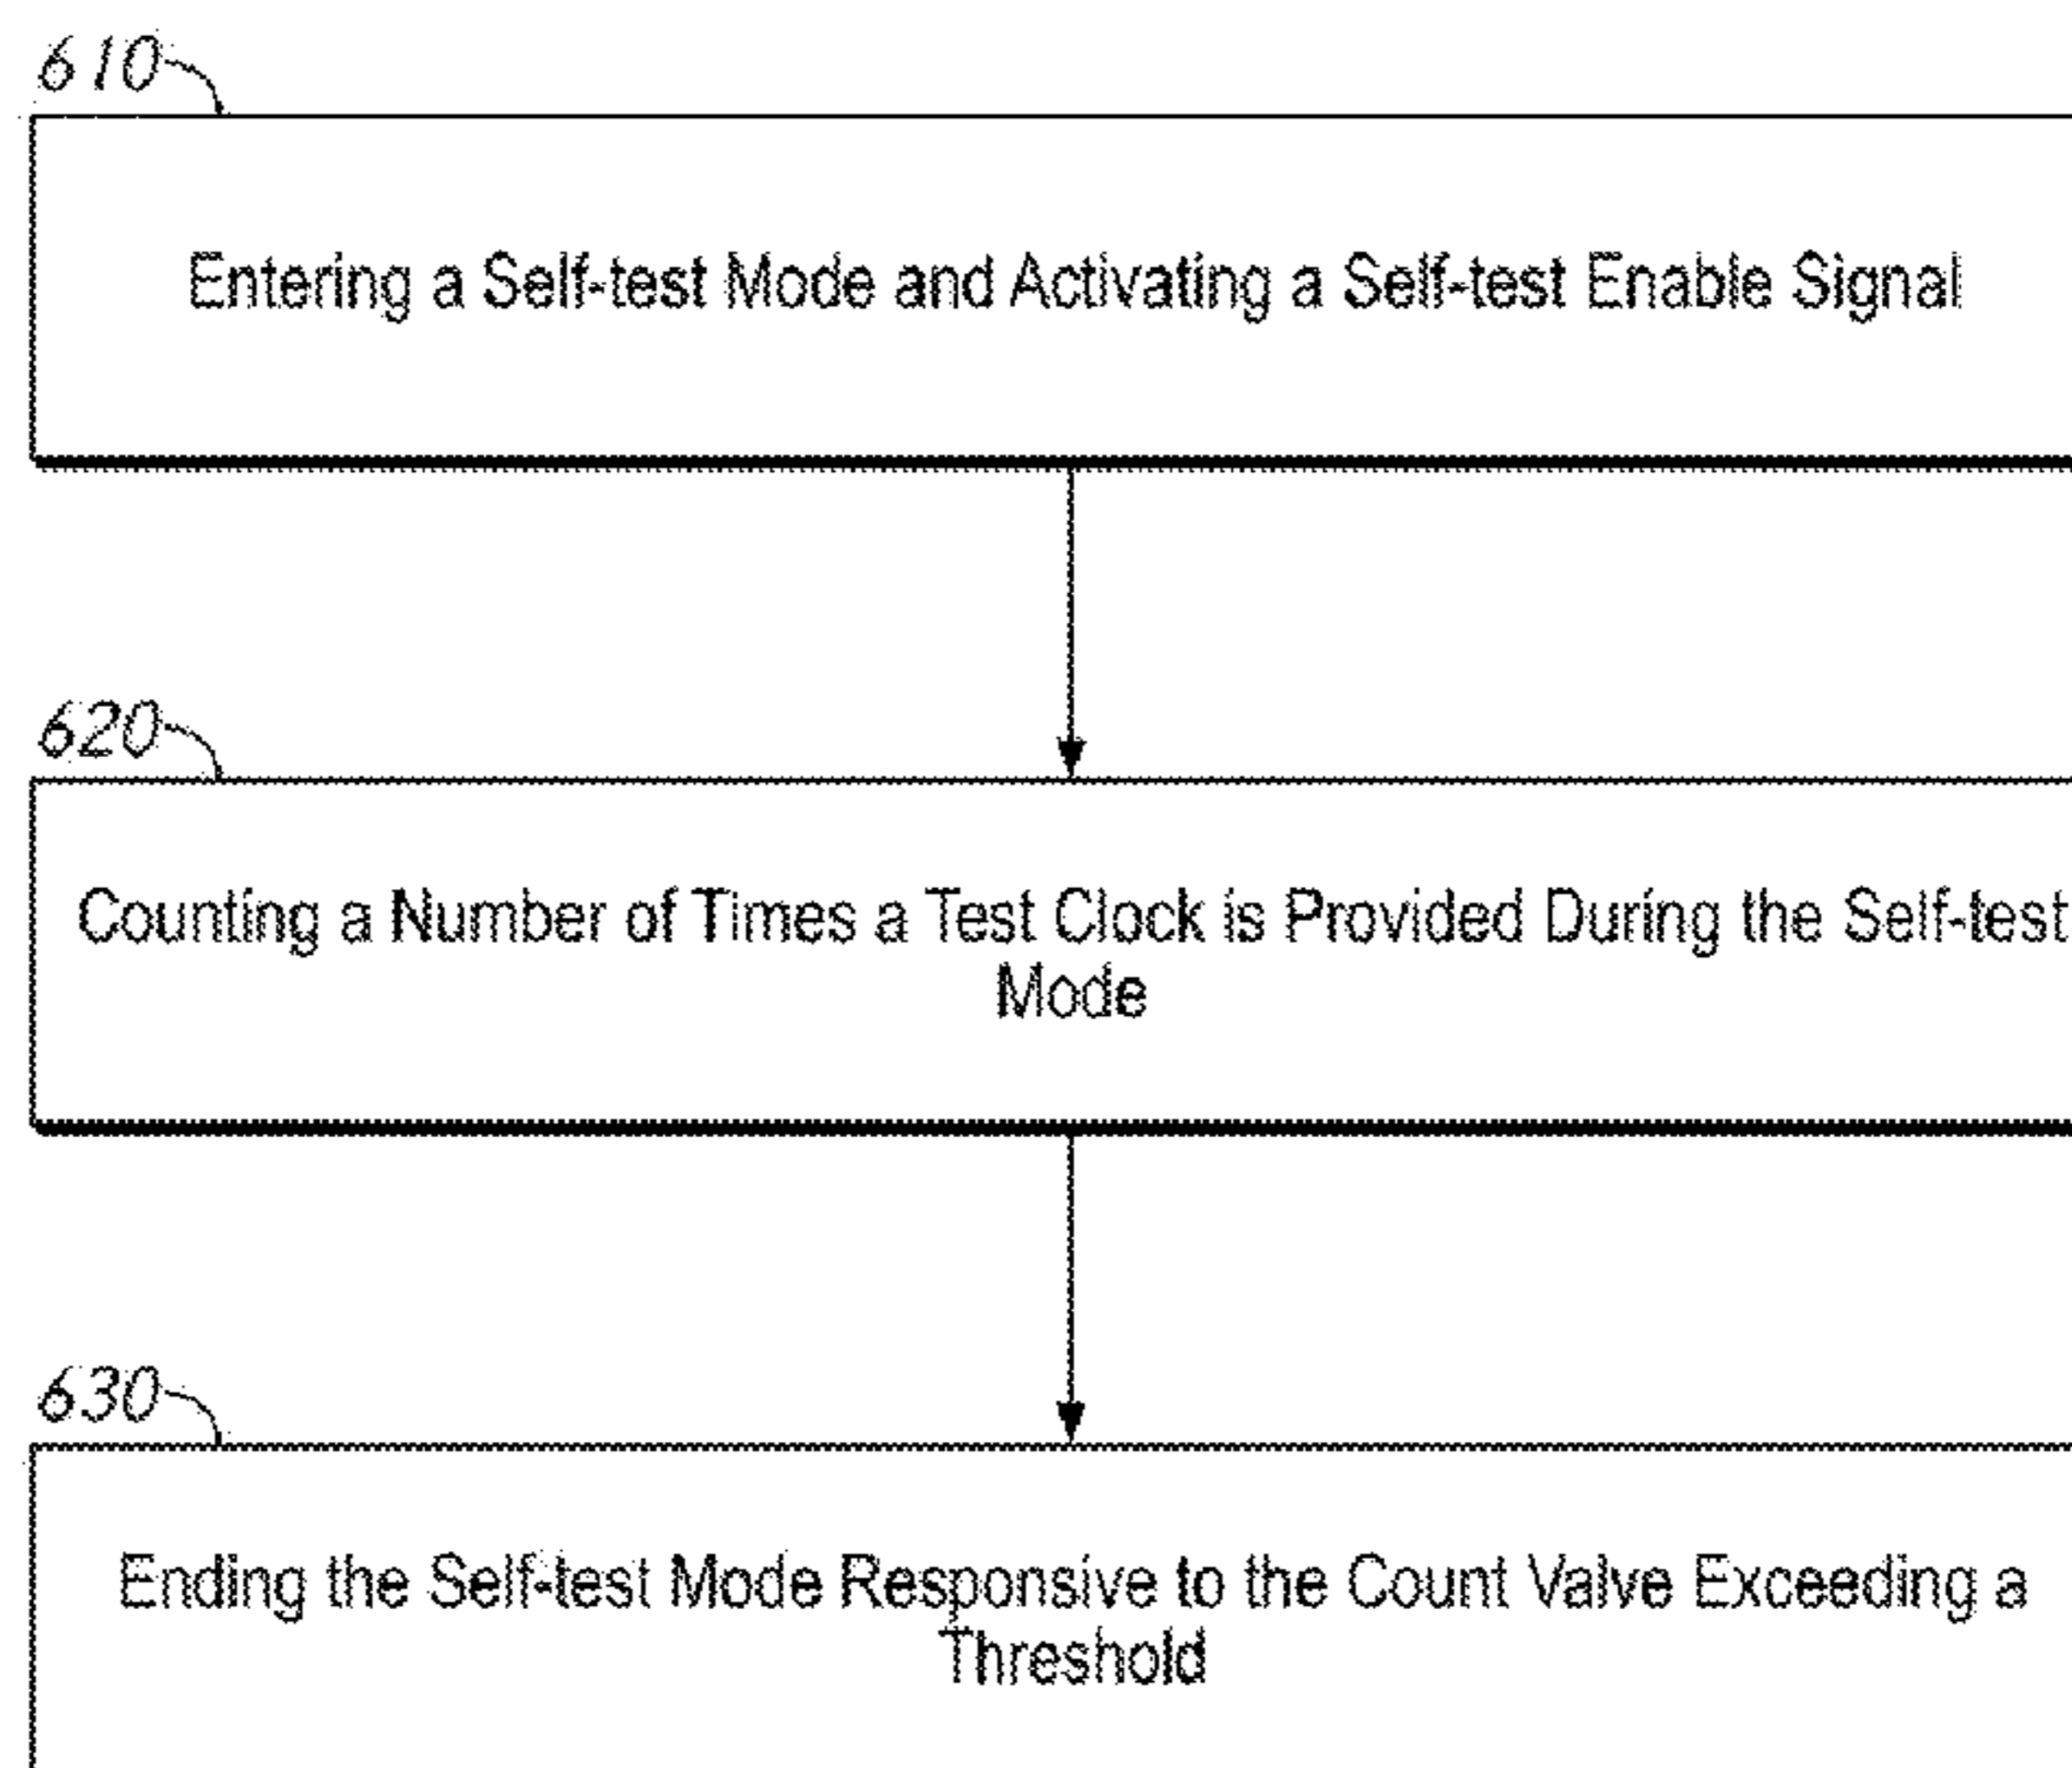 610
Entering a Self-test Mode and Activating a Self-test Enable Signal
620
Counting a Number of Times a Test Clock is Provided During the Self-test
Mode
630
Ending the Self-test Mode Responsive to the Count Valve Exceeding a
Threshold